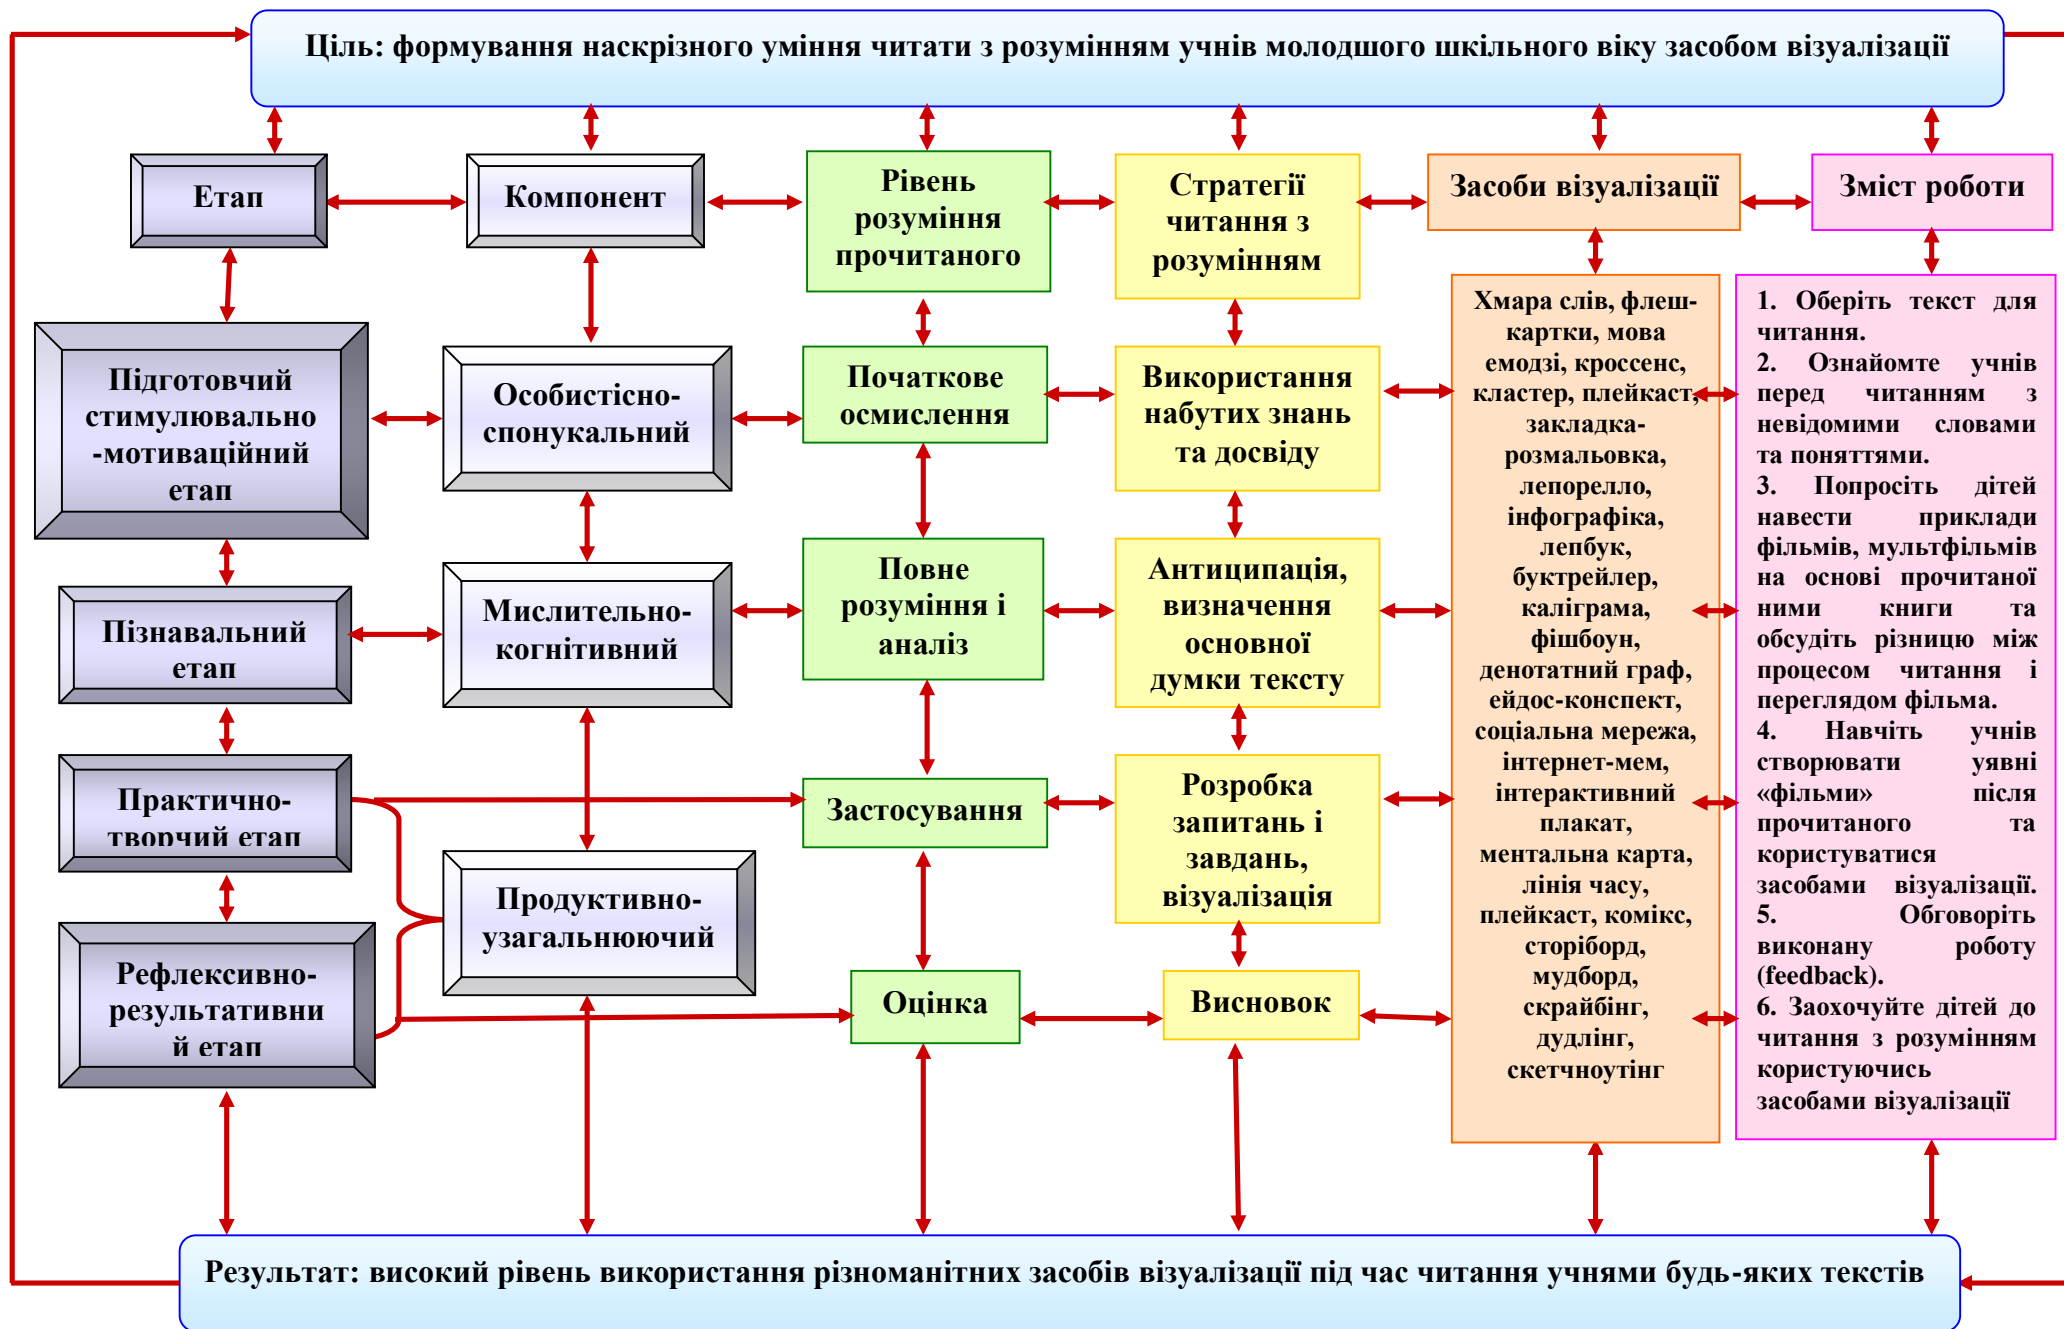 Ціль: формування наскрізного уміння читати з розумінням учнів молодшого шкільного віку засобом візуалізації
Етап
Компонент
Рівень
розуміння
прочитаного
Стратегії
читання з
розумінням
Засоби візуалізації
Зміст роботи
Підготовчий
стимулювально
-мотиваційний
етап
Пізнавальний
етап
Практично-
творчий етап
Рефлексивно-
результативни
й етап
Особистісно-
спонукальний
Мислительно-
когнітивний
Продуктивно-
узагальнюючий
Початкове
осмислення
Повне
розуміння і
аналіз
Застосування
Оцінка
Використання
набутих знань
та досвіду
Антиципація,
визначення
основної
думки тексту
Розробка
запитань і
завдань,
візуалізація
Висновок
Хмара слів, флеш-
картки, мова
емодзі, кроссенс,
кластер, плейкаст,
закладка-
розмальовка,
лепорелло,
інфографіка,
лепбук,
буктрейлер,
каліграма,
фішбоун,
денотатний граф,
ейдос-конспект,
соціальна мережа,
інтернет-мем,
інтерактивний
плакат,
ментальна карта,
лінія часу,
плейкаст, комікс,
сторіборд,
мудборд,
скрайбінг,
дудлінг,
скетчноутінг
1. Оберіть текст для
читання.
2. Ознайомте учнів
перед читанням з
невідомими словами
та поняттями.
3. Попросіть дітей
навести приклади
фільмів, мультфільмів
на основі прочитаної
ними книги та
обсудіть різницю між
процесом читання і
переглядом фільма.
4. Навчіть учнів
створювати уявні
«фільми» після
прочитаного та
користуватися
засобами візуалізації.
5. Обговоріть
виконану роботу
(feedback).
6. Заохочуйте дітей до
читання з розумінням
користуючись
засобами візуалізації
Результат: високий рівень використання різноманітних засобів візуалізації під час читання учнями будь-яких текстів